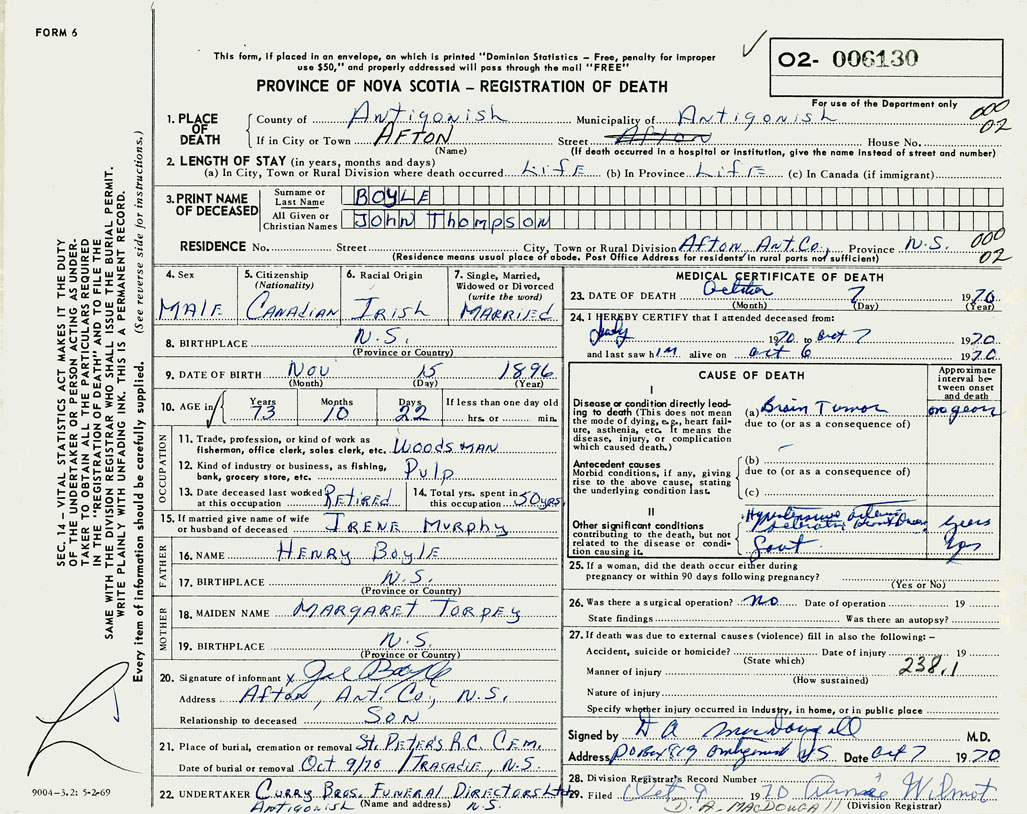 FORM 6
This form, if placed in an envelope, on which is printed "Dominion Statistics – Free, penalty for improper
use $50," and properly addressed will pass through the mail "FREE"
PROVINCE OF NOVA SCOTIA – REGISTRATION OF DEATH
O2- 006130
For use of the Department only
000
02
1. PLACE OF DEATH
County of Antigonish Municipality of Antigonish
If in City or Town AFTON Street Afton House No.
(Name) (If death occurred in a hospital or institution, give the name instead of street and number)
2. LENGTH OF STAY (in years, months and days)
(a) In City, Town or Rural Division where death occurred LifE (b) In Province LifE (c) In Canada (if immigrant)
3. PRINT NAME OF DECEASED
Surname or Last Name BOYLE
All Given or Christian Names John Thompson
RESIDENCE No. Street City, Town or Rural Division Afton Ant. Co., Province N.S.
(Residence means usual place of abode. Post Office Address for residents in rural parts not sufficient)
000
02
4. Sex MALE
5. Citizenship (Nationality) CANADIAN
6. Racial Origin IRISH
7. Single, Married, Widowed or Divorced (write the word) MARRIED
8. BIRTHPLACE N.S.
(Province or Country)
9. DATE OF BIRTH Nov 15 1896
(Month) (Day) (Year)
10. AGE in Years 73 Months 10 Days 22 If less than one day old hrs. or min.
OCCUPATION
11. Trade, profession, or kind of work as fisherman, office clerk, sales clerk, etc. WOODSMAN
12. Kind of industry or business, as fishing, bank, grocery store, etc. Pulp
13. Date deceased last worked at this occupation RETIRED
14. Total yrs. spent in this occupation 50 yrs
15. If married give name of wife or husband of deceased IRENE MURPHY
FATHER
16. NAME HENRY BOYLE
17. BIRTHPLACE N.S.
(Province or Country)
MOTHER
18. MAIDEN NAME MARGARET TORPEY
19. BIRTHPLACE N.S.
(Province or Country)
20. Signature of informant x Boyle
Address Afton, Ant. Co., N.S.
Relationship to deceased SON
21. Place of burial, cremation or removal St. PETER'S R.C. CEM.
Date of burial or removal Oct 9/70 / TRACADIE, N.S.
22. UNDERTAKER CURRY BROS. FUNERAL DIRECTORS Ltd
Antigonish (Name and address) N.S.
MEDICAL CERTIFICATE OF DEATH
23. DATE OF DEATH October 7 1970
(Month) (Day) (Year)
24. I HEREBY CERTIFY that I attended deceased from:
July 1970 to Oct 7 1970
and last saw him alive on Oct 6 1970
CAUSE OF DEATH
Approximate interval between onset and death
I
Disease or condition directly leading to death (This does not mean the mode of dying, e.g., heart failure, asthenia, etc. It means the disease, injury, or complication which caused death.)
(a) Brain Tumor one year
due to (or as a consequence of)
Antecedent causes
Morbid conditions, if any, giving rise to the above cause, stating the underlying condition last.
(b)
due to (or as a consequence of)
(c)
II
Other significant conditions contributing to the death, but not related to the disease or condition causing it.
Hypertensive years
Gout yrs
25. If a woman, did the death occur either during pregnancy or within 90 days following pregnancy?
(Yes or No)
26. Was there a surgical operation? no Date of operation 19
State findings Was there an autopsy?
27. If death was due to external causes (violence) fill in also the following:–
Accident, suicide or homicide? Date of injury 19
(State which)
Manner of injury 238.1
(How sustained)
Nature of injury
Specify whether injury occurred in industry, in home, or in public place
Signed by D A MacDougall M.D.
Address P O Box 819 Antigonish N S Date Oct 7 1970
28. Division Registrar's Record Number
29. Filed Oct 9 1970 Wilmot
D. A. MACDOUGALL (Division Registrar)
SEC. 14 – VITAL STATISTICS ACT MAKES IT THE DUTY
OF THE UNDERTAKER OR PERSON ACTING AS UNDER-
TAKER TO OBTAIN ALL THE PARTICULARS REQUIRED
IN THE "REGISTRATION OF DEATH" AND TO FILE THE
SAME WITH THE DIVISION REGISTRAR WHO SHALL ISSUE THE BURIAL PERMIT.
WRITE PLAINLY WITH UNFADING INK. THIS IS A PERMANENT RECORD.
Every item of information should be carefully supplied. (See reverse side for instructions.)
9004-3.2: 5-2-69